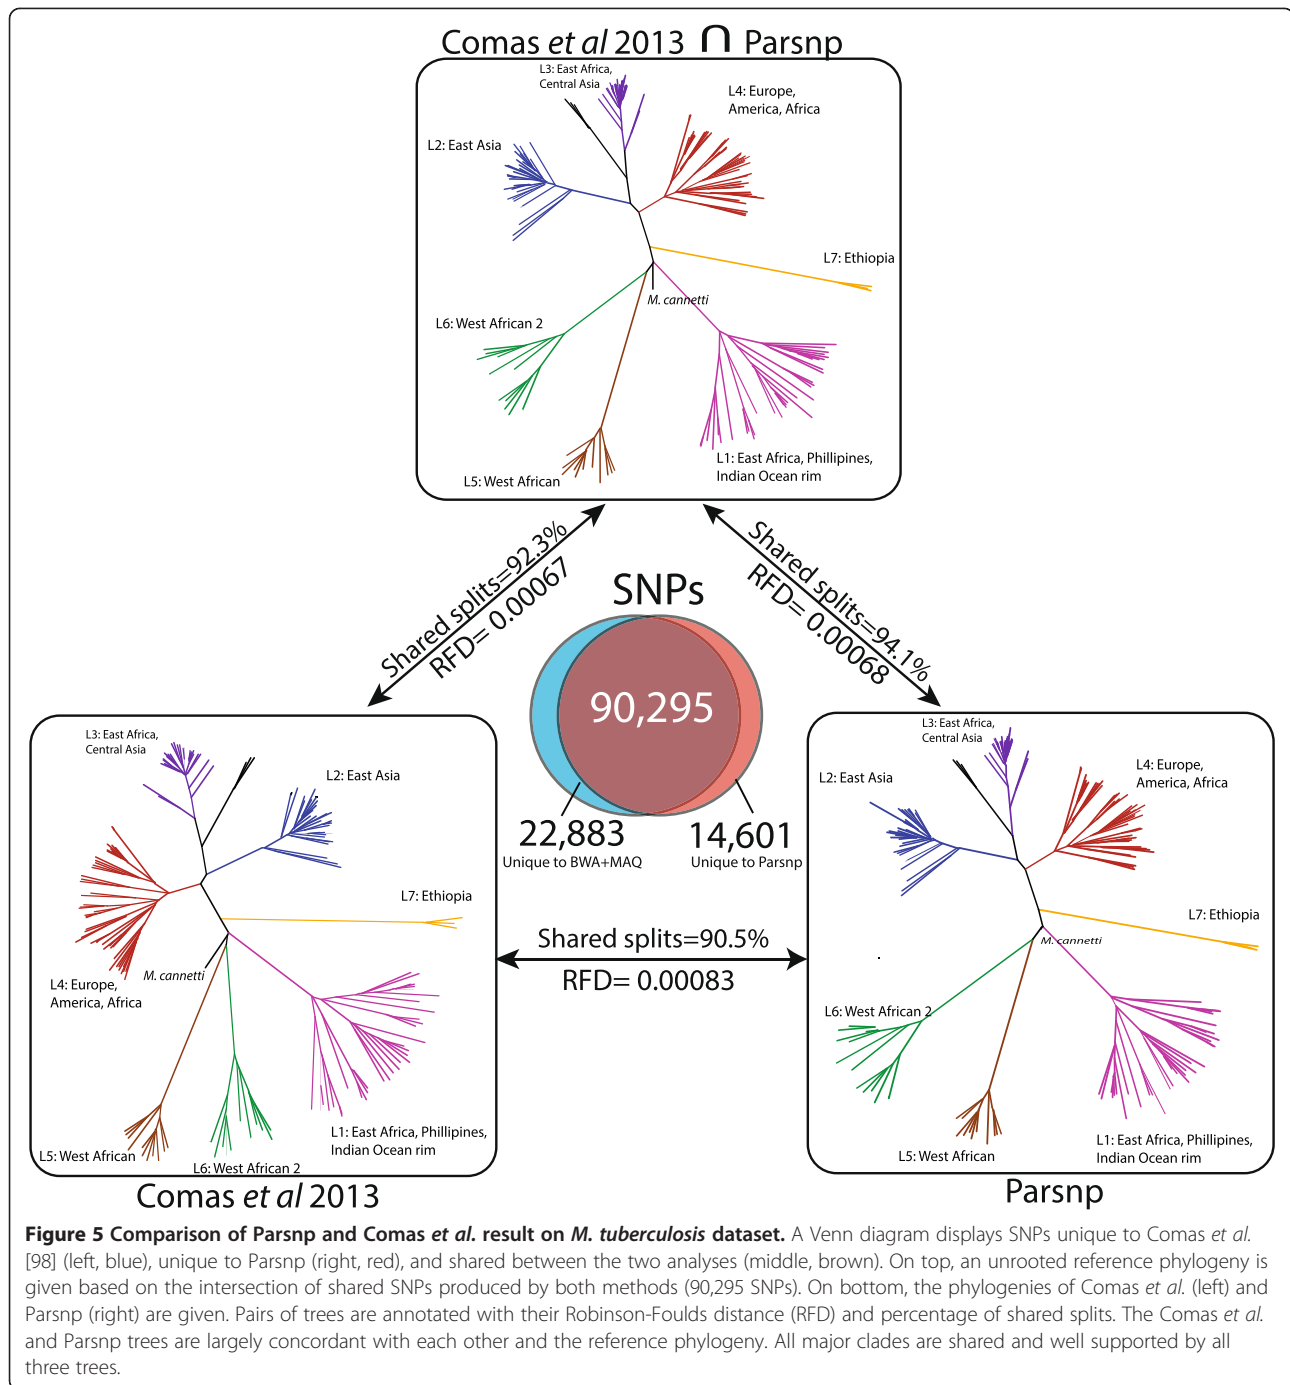 Comas et al 2013 ∩ Parsnp
L3: East Africa,
Central Asia
L4: Europe,
America, Africa
L2: East Asia
L7: Ethiopia
M. cannetti
L6: West African 2
L1: East Africa, Phillipines,
Indian Ocean rim
L5: West African
Shared splits=92.3%
RFD= 0.00067
Shared splits=94.1%
RFD= 0.00068
SNPs
90,295
22,883
Unique to BWA+MAQ
14,601
Unique to Parsnp
L3: East Africa,
Central Asia
L2: East Asia
L7: Ethiopia
M. cannetti
L4: Europe,
America, Africa
L1: East Africa, Phillipines,
Indian Ocean rim
L5: West African
L6: West African 2
Comas et al 2013
Shared splits=90.5%
RFD= 0.00083
L3: East Africa,
Central Asia
L4: Europe,
America, Africa
L2: East Asia
L7: Ethiopia
M. cannetti
L6: West African 2
L1: East Africa, Phillipines,
Indian Ocean rim
L5: West African
Parsnp
Figure 5 Comparison of Parsnp and Comas et al. result on M. tuberculosis dataset. A Venn diagram displays SNPs unique to Comas et al.
[98] (left, blue), unique to Parsnp (right, red), and shared between the two analyses (middle, brown). On top, an unrooted reference phylogeny is
given based on the intersection of shared SNPs produced by both methods (90,295 SNPs). On bottom, the phylogenies of Comas et al. (left) and
Parsnp (right) are given. Pairs of trees are annotated with their Robinson-Foulds distance (RFD) and percentage of shared splits. The Comas et al.
and Parsnp trees are largely concordant with each other and the reference phylogeny. All major clades are shared and well supported by all
three trees.